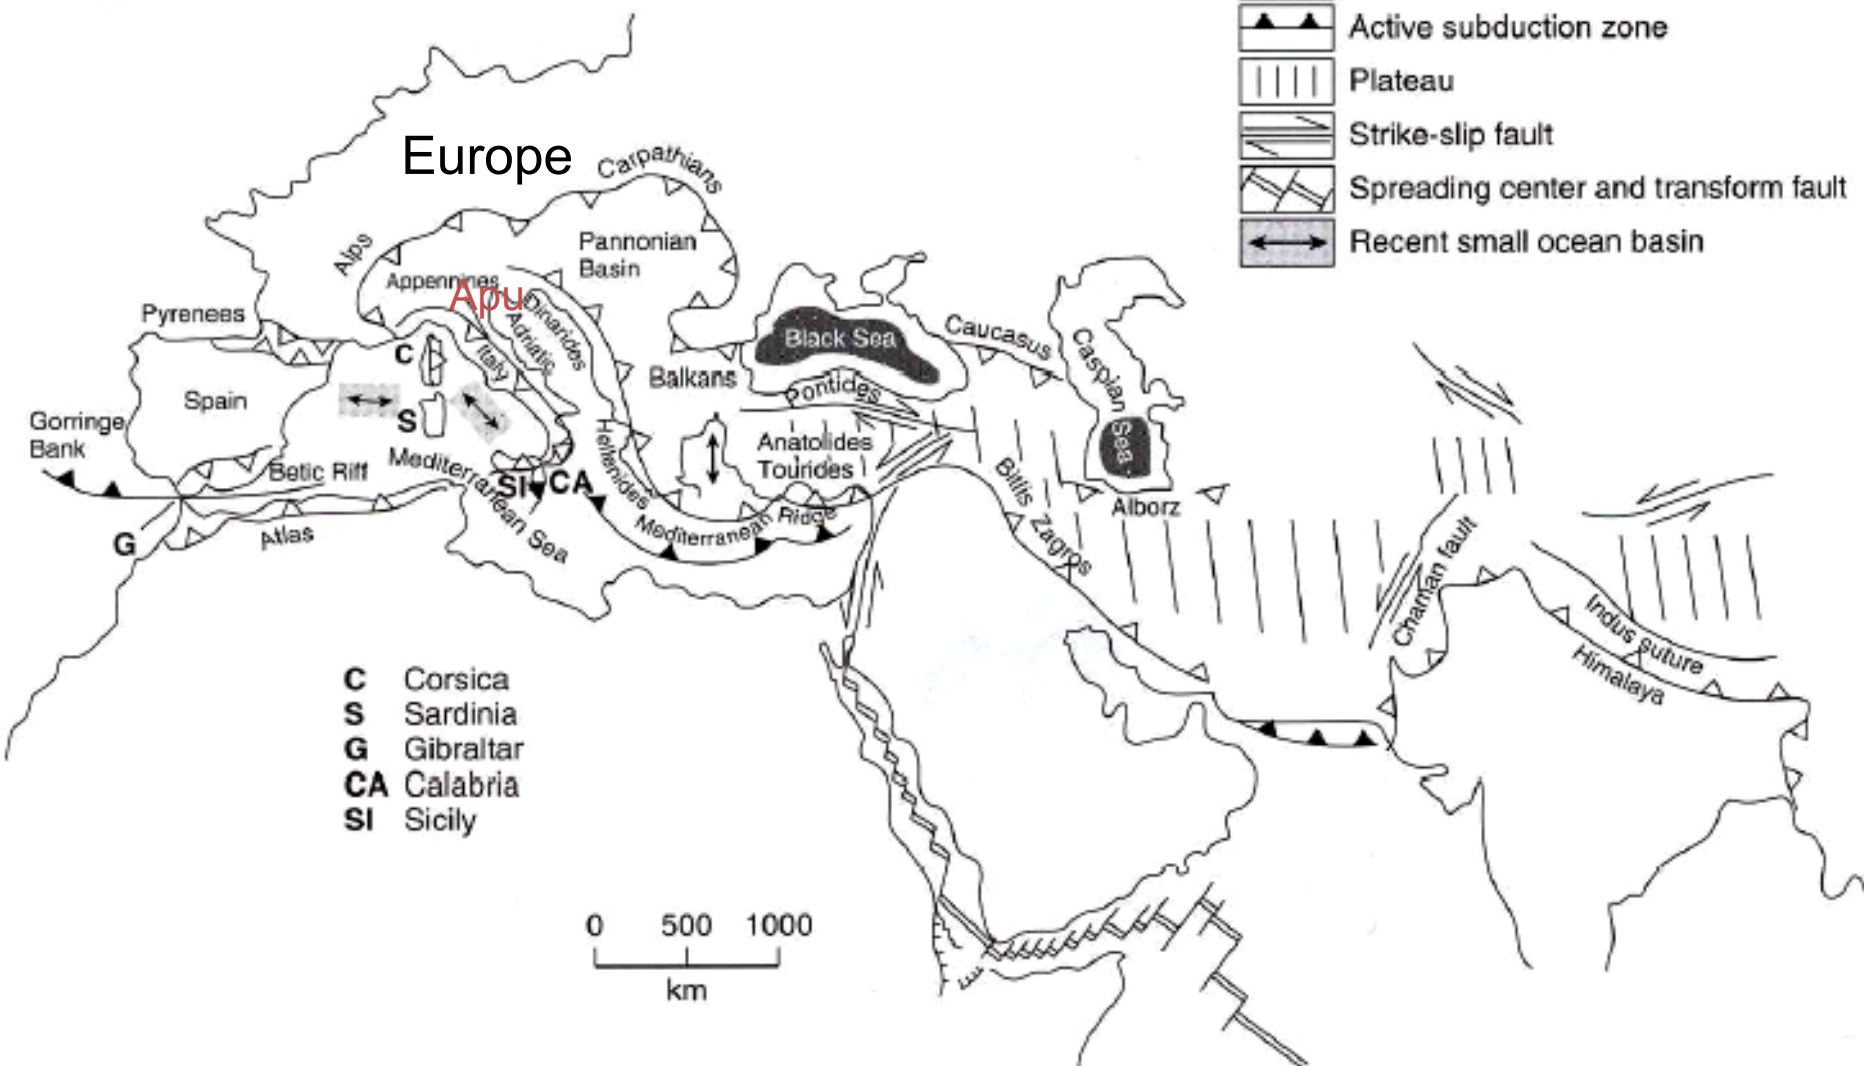 Active subduction zone
Plateau
Strike-slip fault
Spreading center and transform fault
Recent small ocean basin
Europe
Carpathians
Alps
Pannonian
Basin
Appennines
Apu
Dinarides
Adriatic
Italy
Pyrenees
C
S
Spain
Gorringe
Bank
Betic Riff
Mediterranean Sea
SI
CA
G
Atlas
Hellenides
Mediterranean Ridge
Balkans
Black Sea
Pontides
Anatolides
Tourides
Caucasus
Caspian
Sea
Alborz
Bitlis
Zagros
Chaman fault
Indus suture
Himalaya
C Corsica
S Sardinia
G Gibraltar
CA Calabria
SI Sicily
0 500 1000
km